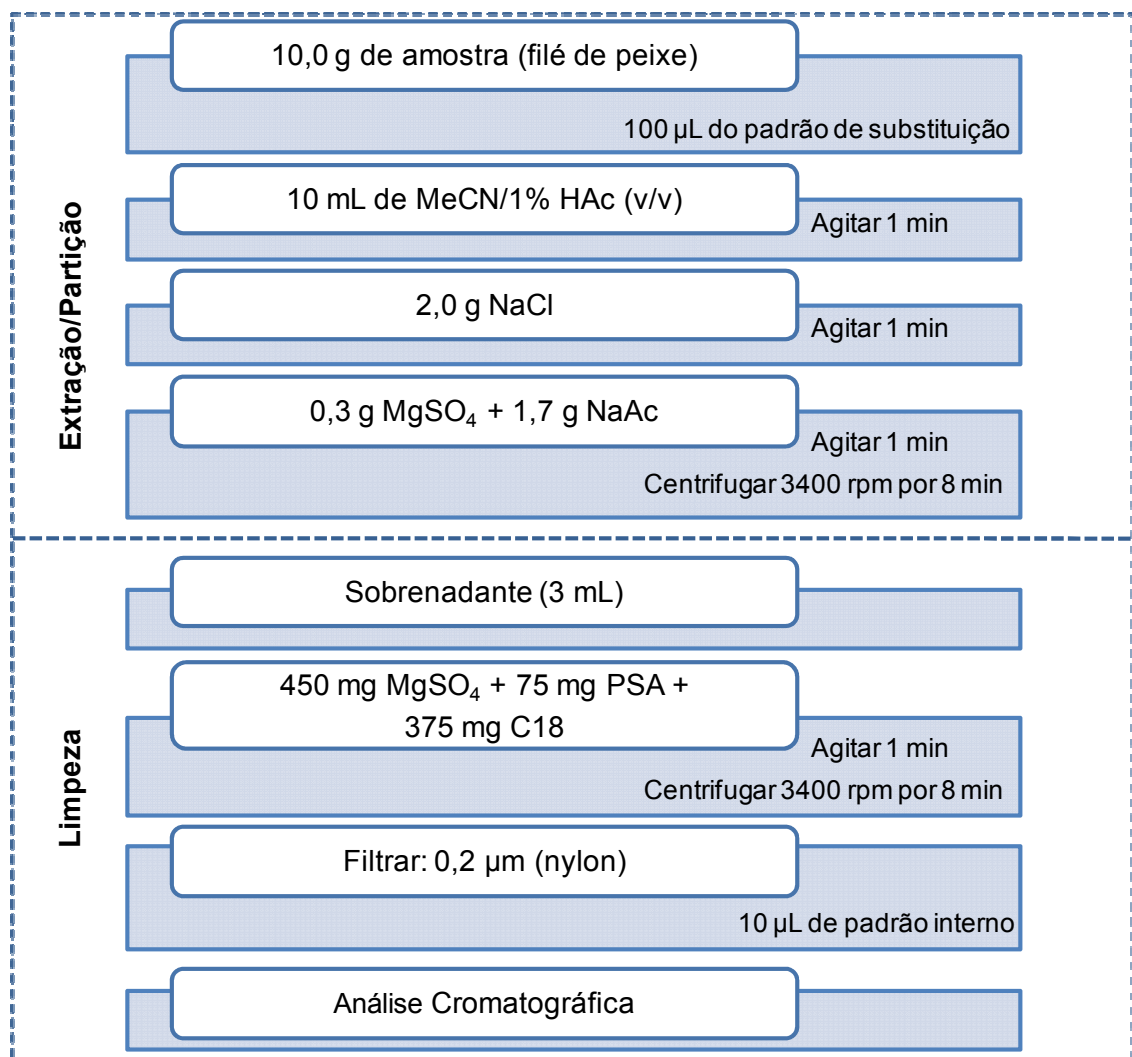 Extração/Partição
10,0 g de amostra (filé de peixe)
100 µL do padrão de substituição
10 mL de MeCN/1% HAc (v/v)
Agitar 1 min
2,0 g NaCl
Agitar 1 min
0,3 g MgSO₄ + 1,7 g NaAc
Agitar 1 min
Centrifugar 3400 rpm por 8 min
Limpeza
Sobrenadante (3 mL)
450 mg MgSO₄ + 75 mg PSA +
375 mg C18
Agitar 1 min
Centrifugar 3400 rpm por 8 min
Filtrar: 0,2 µm (nylon)
10 µL de padrão interno
Análise Cromatográfica